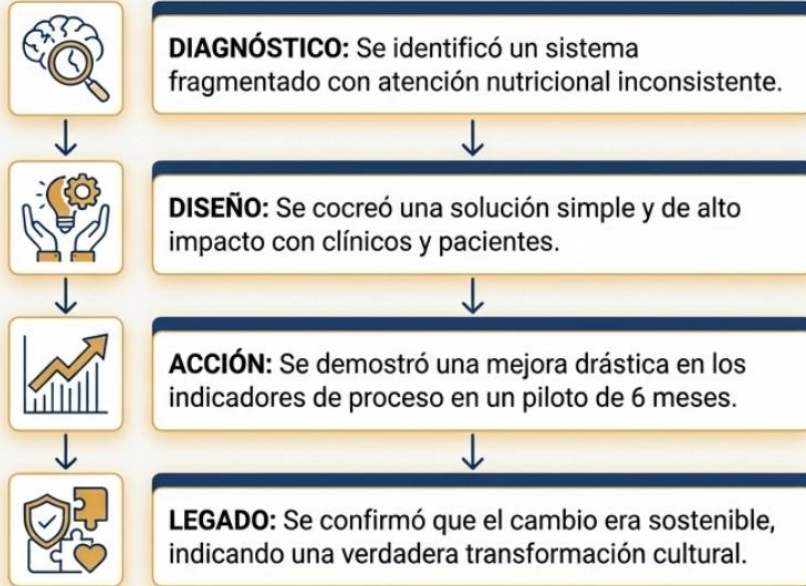 DIAGNÓSTICO: Se identificó un sistema
fragmentado con atención nutricional inconsistente.
DISEÑO: Se cocreó una solución simple y de alto
impacto con clínicos y pacientes.
ACCIÓN: Se demostró una mejora drástica en los
indicadores de proceso en un piloto de 6 meses.
LEGADO: Se confirmó que el cambio era sostenible,
indicando una verdadera transformación cultural.